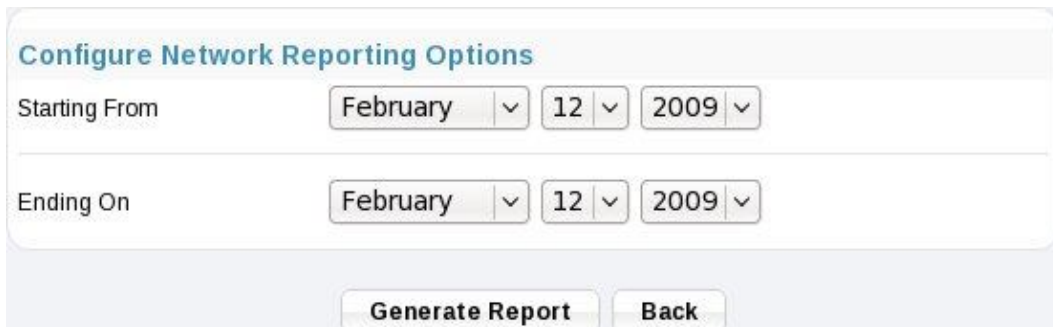 Configure Network Reporting Options
Starting From February 12 2009
Ending On February 12 2009
Generate Report Back